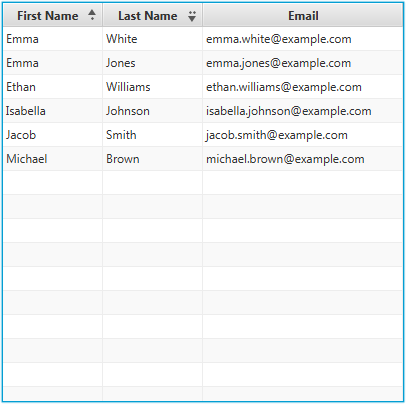 First Name Last Name Email
Emma White emma.white@example.com
Emma Jones emma.jones@example.com
Ethan Williams ethan.williams@example.com
Isabella Johnson isabella.johnson@example.com
Jacob Smith jacob.smith@example.com
Michael Brown michael.brown@example.com